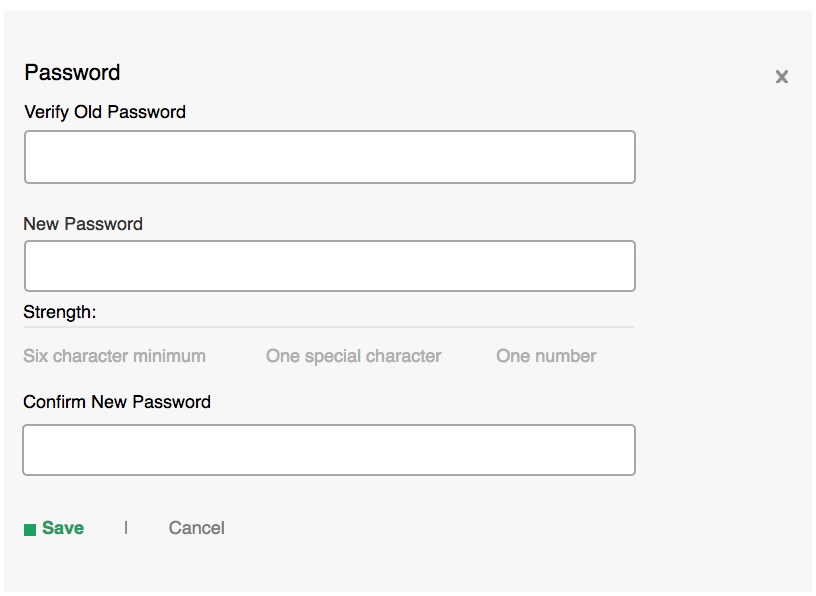 Password
x
Verify Old Password
New Password
Strength:
Six character minimum One special character One number
Confirm New Password
Save | Cancel